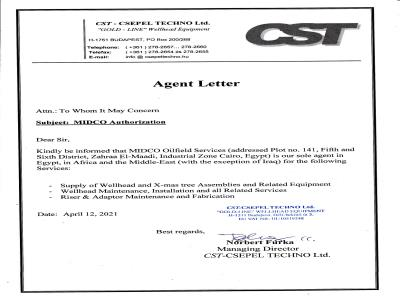 CST - CSEPEL TECHNO Ltd.
"GOLD - LINE" Wellhead Equipment
H-1751 BUDAPEST, PO Box 200/288
Telephone: (+361) 278-2657... 278-2660
Telefax: (+361) 278-2654 és 278-2655
E-mail: info @ csepeltechno.hu
CST
Agent Letter
Attn.: To Whom It May Concern
Subject: MIDCO Authorization
Dear Sir,
Kindly be informed that MIDCO Oilfield Services (addressed Plot no. 141, Fifth and
Sixth District, Zahraa El-Maadi, Industrial Zone Cairo, Egypt) is our sole agent in
Egypt, in Africa and the Middle-East (with the exception of Iraq) for the following
Services:
- Supply of Wellhead and X-mas tree Assemblies and Related Equipment
- Wellhead Maintenance, Installation and all Related Services
- Riser & Adaptor Maintenance and Fabrication
CST-CSEPEL TECHNO Ltd.
"GOLD-LINE" WELLHEAD EQUIPMENT
Date: April 12, 2021
Best regards,
Norbert Furka
Managing Director
CST-CSEPEL TECHNO Ltd.